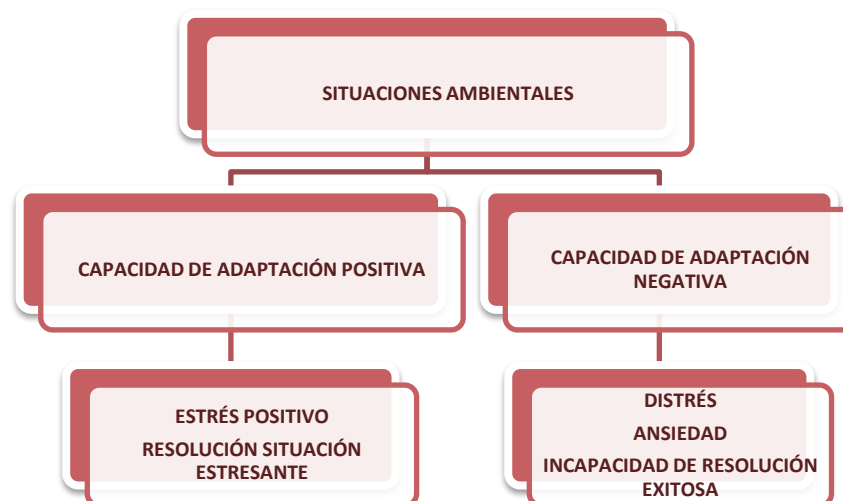 SITUACIONES AMBIENTALES
CAPACIDAD DE ADAPTACIÓN POSITIVA
CAPACIDAD DE ADAPTACIÓN
NEGATIVA
ESTRÉS POSITIVO
RESOLUCIÓN SITUACIÓN
ESTRESANTE
DISTRÉS
ANSIEDAD
INCAPACIDAD DE RESOLUCIÓN
EXITOSA